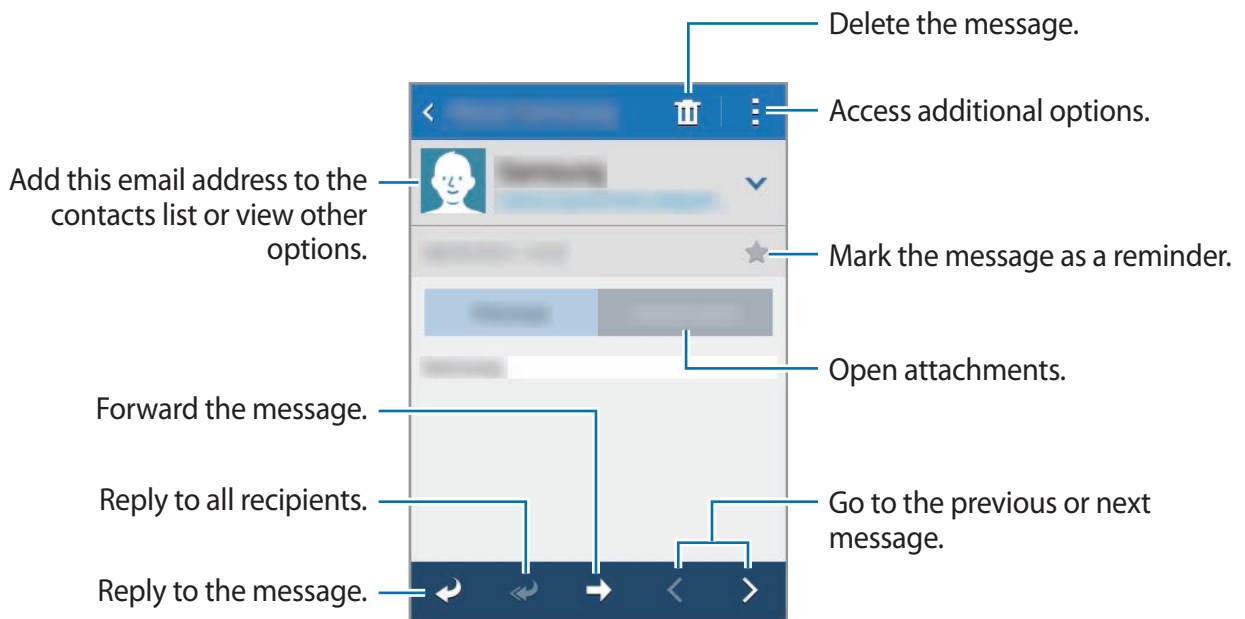 Delete the message.
Access additional options.
Add this email address to the
contacts list or view other
options.
Mark the message as a reminder.
Open attachments.
Forward the message.
Reply to all recipients.
Go to the previous or next
message.
Reply to the message.